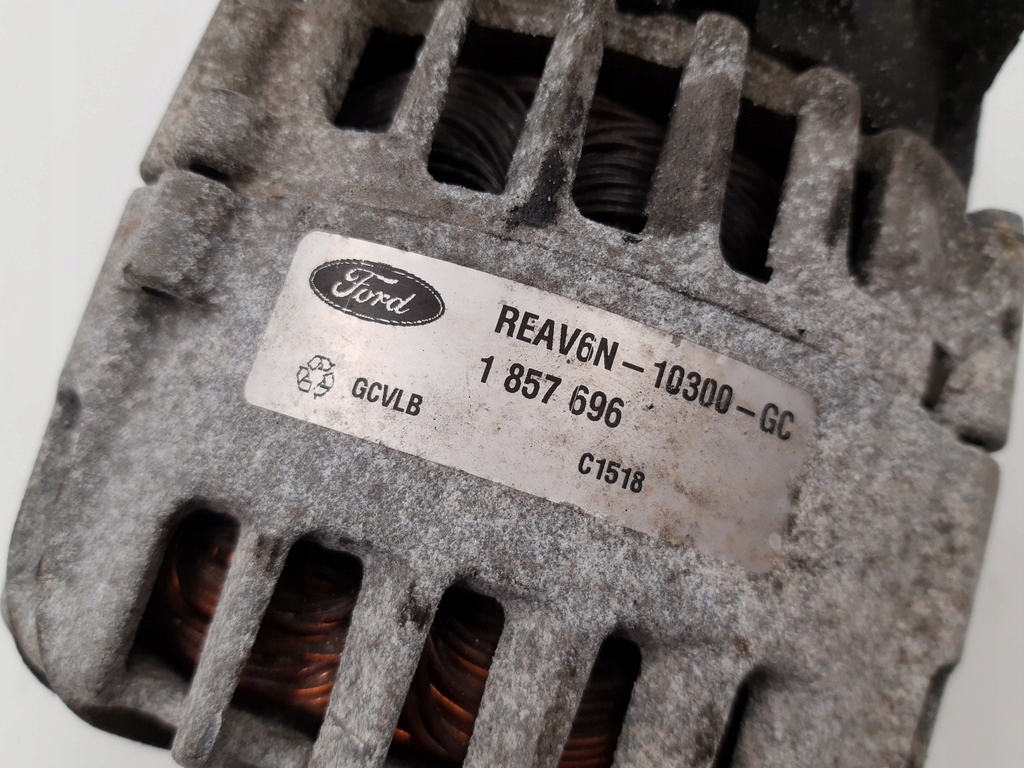 Ford
REAV6N-10300-GC
1 857 696
GCVLB
C1518